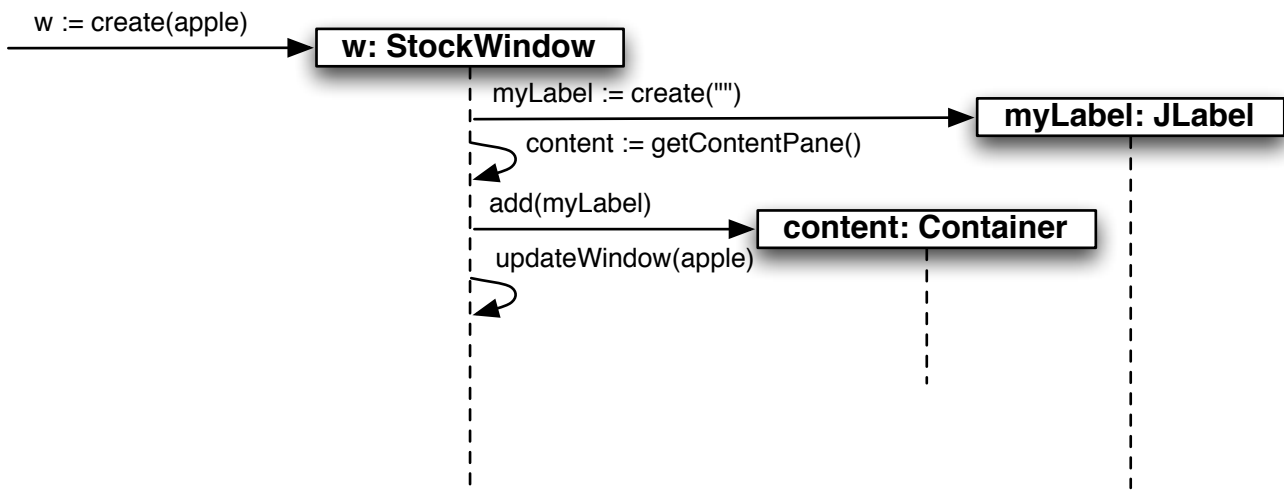 w := create(apple)
w: StockWindow
myLabel := create("")
myLabel: JLabel
content := getContentPane()
add(myLabel)
content: Container
updateWindow(apple)